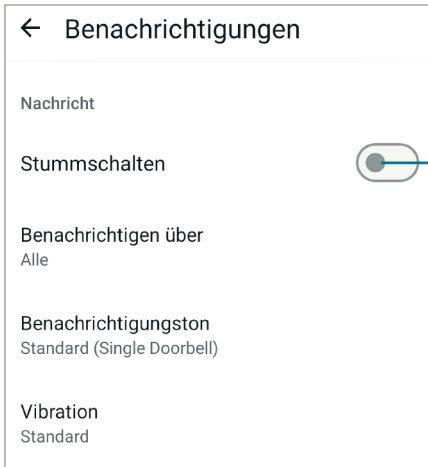 Benachrichtigungen
Nachricht
Stummschalten
Benachrichtigen über
Alle
Benachrichtigungston
Standard (Single Doorbell)
Vibration
Standard